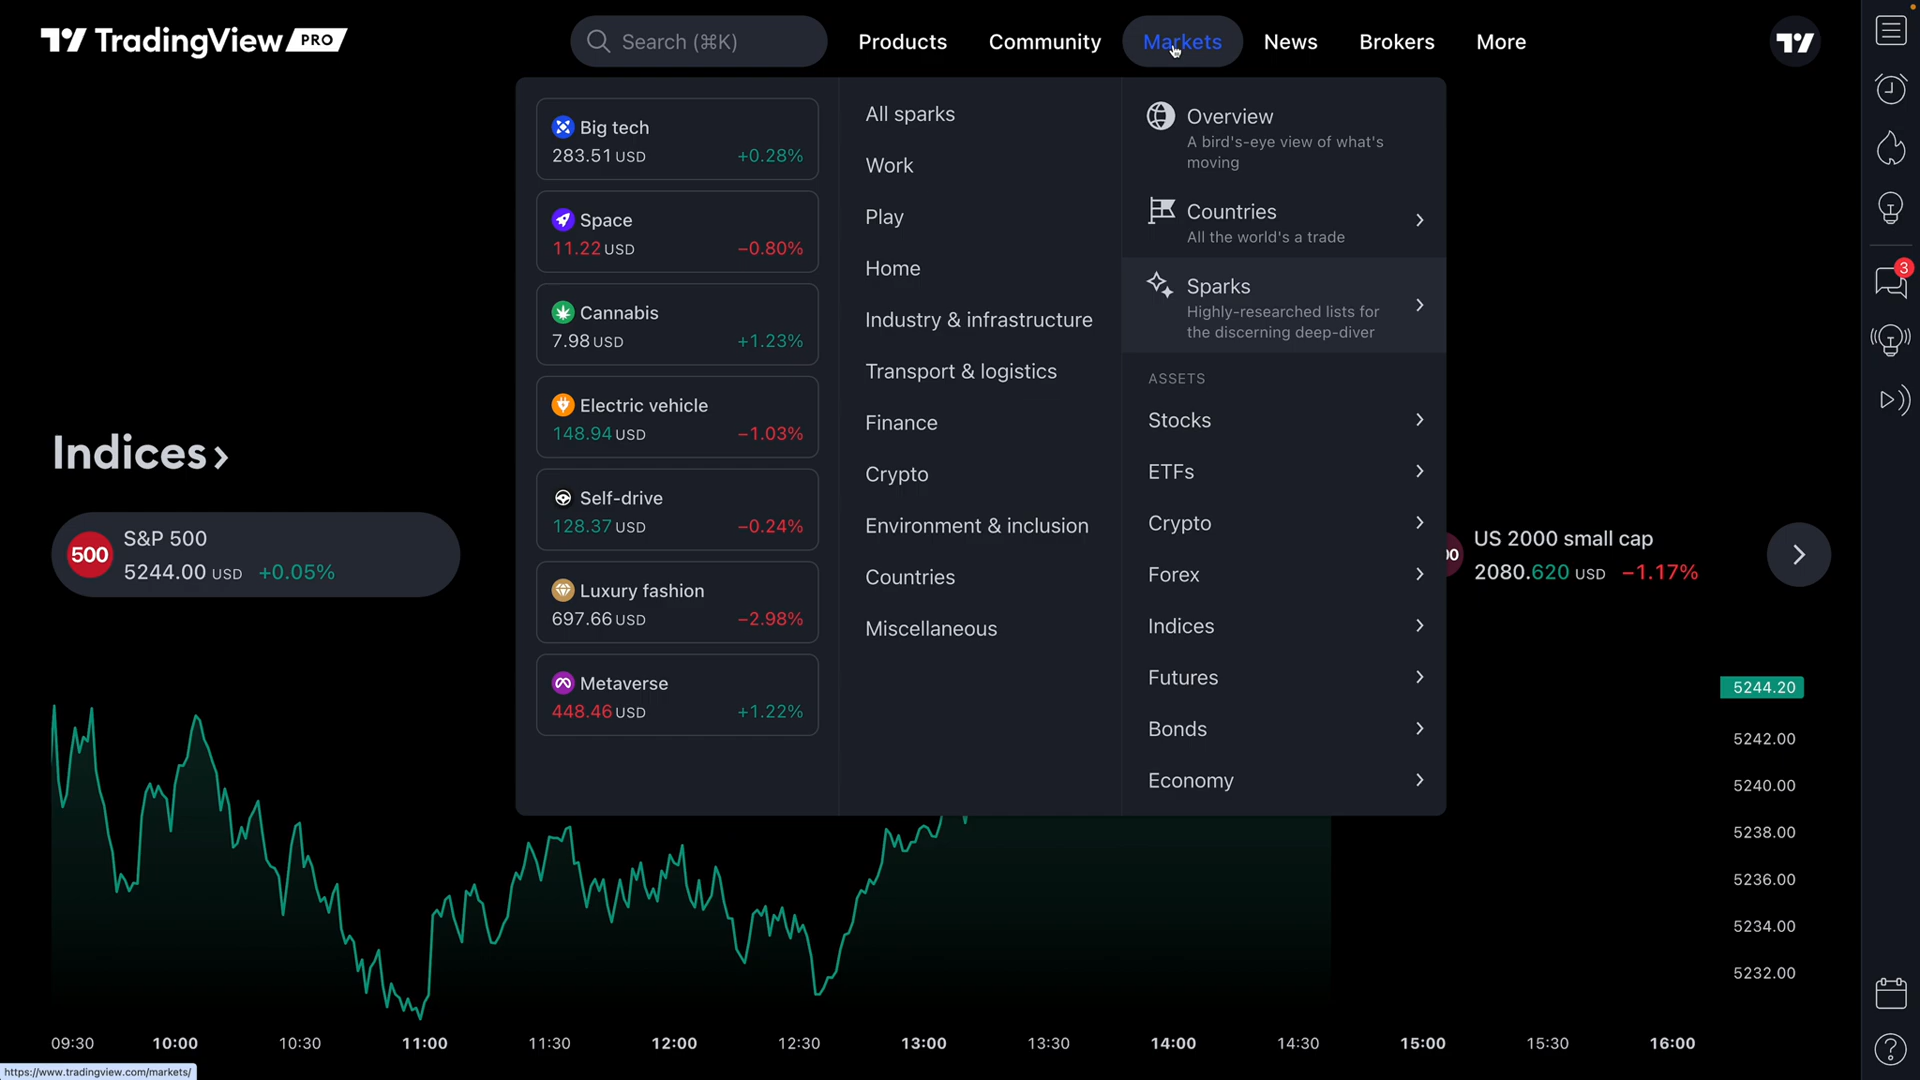 TradingView PRO
Search (⌘K)
Products
Community
Markets
News
Brokers
More
Big tech
283.51 USD +0.28%
Space
11.22 USD −0.80%
Cannabis
7.98 USD +1.23%
Electric vehicle
148.94 USD −1.03%
Self-drive
128.37 USD −0.24%
Luxury fashion
697.66 USD −2.98%
Metaverse
448.46 USD +1.22%
All sparks
Work
Play
Home
Industry & infrastructure
Transport & logistics
Finance
Crypto
Environment & inclusion
Countries
Miscellaneous
Overview
A bird's-eye view of what's
moving
Countries
All the world's a trade
Sparks
Highly-researched lists for
the discerning deep-diver
ASSETS
Stocks
ETFs
Crypto
Forex
Indices
Futures
Bonds
Economy
3
Indices
500
S&P 500
5244.00 USD +0.05%
00
US 2000 small cap
2080.620 USD −1.17%
5244.20
5242.00
5240.00
5238.00
5236.00
5234.00
5232.00
09:30 10:00 10:30 11:00 11:30 12:00 12:30 13:00 13:30 14:00 14:30 15:00 15:30 16:00
https://www.tradingview.com/markets/